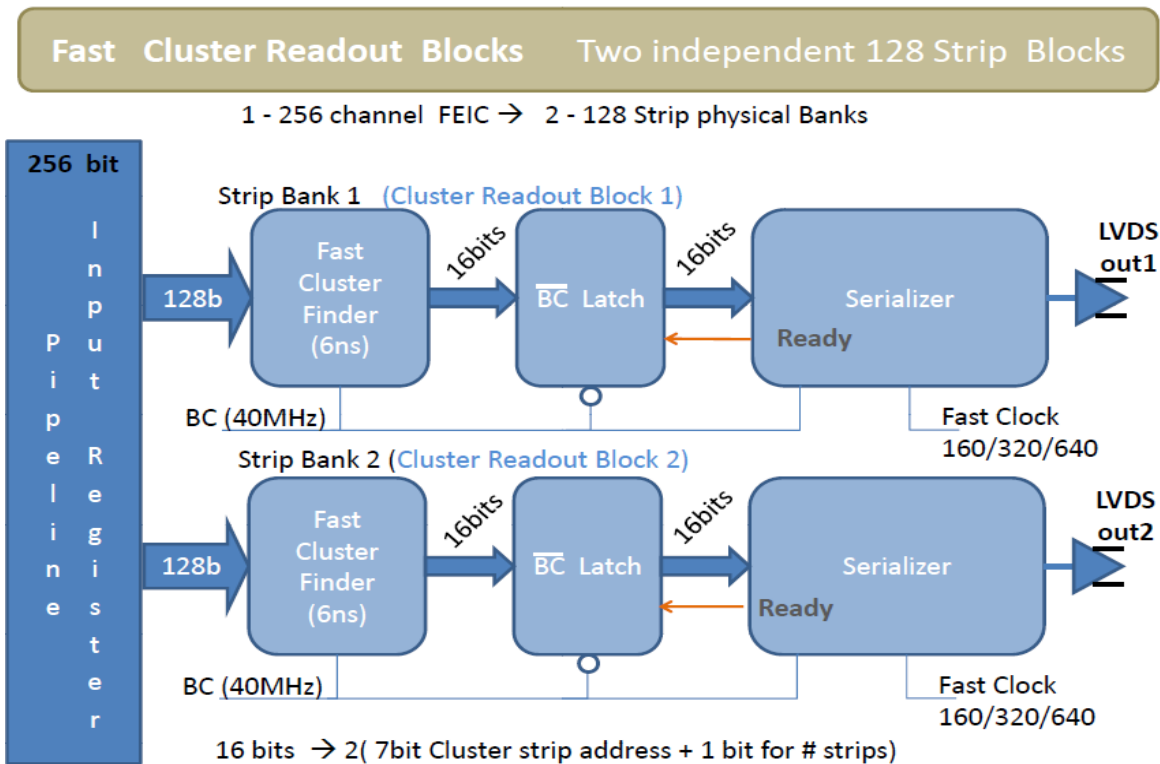 Fast Cluster Readout Blocks Two independent 128 Strip Blocks
1 - 256 channel FEIC → 2 - 128 Strip physical Banks
256 bit
Input Register
Pipeline
Strip Bank 1 (Cluster Readout Block 1)
128b
Fast
Cluster
Finder
(6ns)
16bits
B̅C̅ Latch
16bits
Serializer
Ready
LVDS
out1
BC (40MHz)
Fast Clock
160/320/640
Strip Bank 2 (Cluster Readout Block 2)
128b
Fast
Cluster
Finder
(6ns)
16bits
B̅C̅ Latch
16bits
Serializer
Ready
LVDS
out2
BC (40MHz)
Fast Clock
160/320/640
16 bits → 2( 7bit Cluster strip address + 1 bit for # strips)